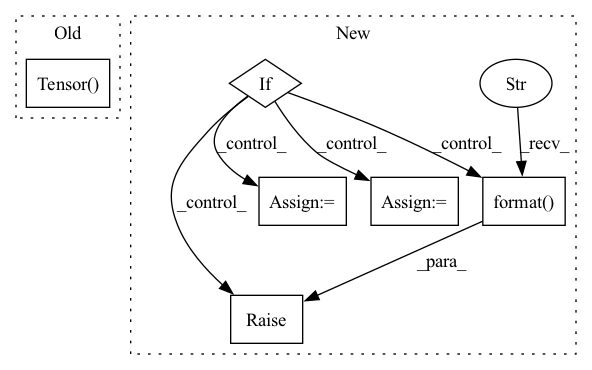 Old
New
Tensor()
If
Str
_control_
_control_
_control_
_recv_
_control_
Assign:=
Assign:=
format()
_para_
Raise